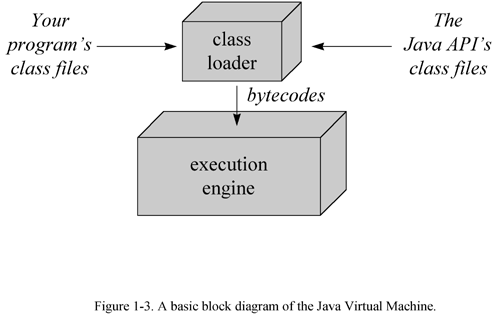 Your
program's
class files
class
loader
The
Java API's
class files
bytecodes
execution
engine
Figure 1-3. A basic block diagram of the Java Virtual Machine.